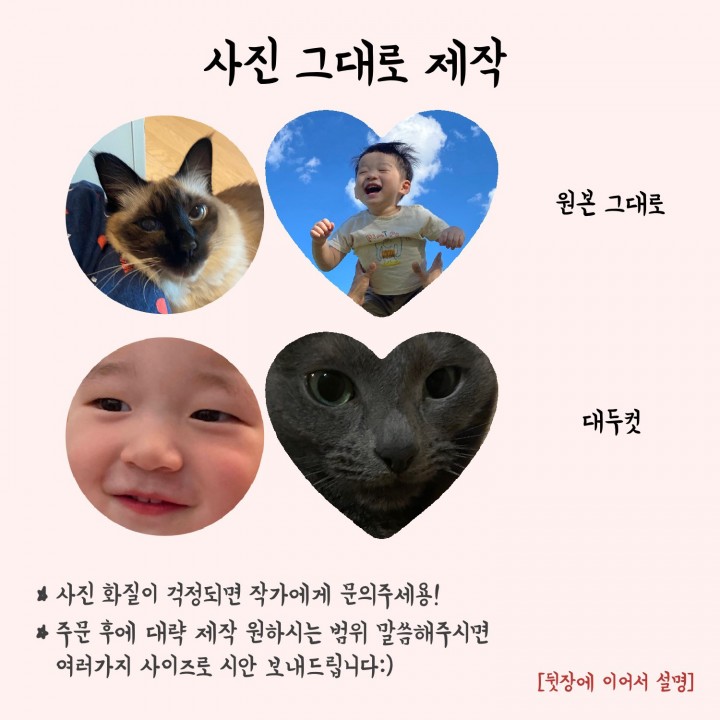 사진 그대로 제작
원본 그대로
대두컷
* 사진 화질이 걱정되면 작가에게 문의주세용!
* 주문 후에 대략 제작 원하시는 범위 말씀해주시면
여러가지 사이즈로 시안 보내드립니다:)
[뒷장에 이어서 설명]